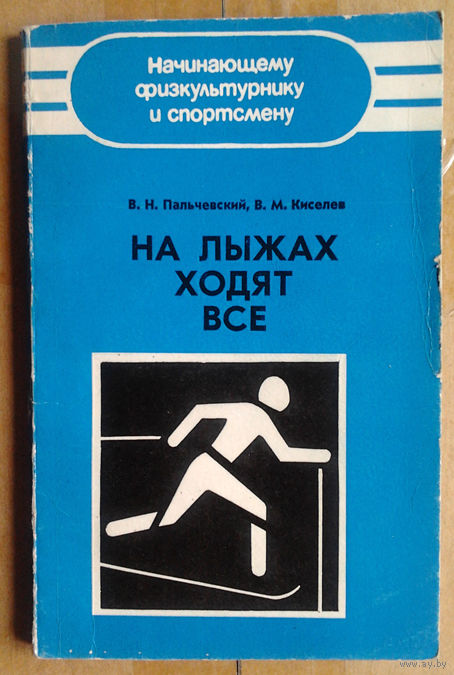 Начинающему
физкультурнику
и спортсмену
В. Н. Пальчевский, В. М. Киселев
НА ЛЫЖАХ
ХОДЯТ
ВСЕ
www.ay.by